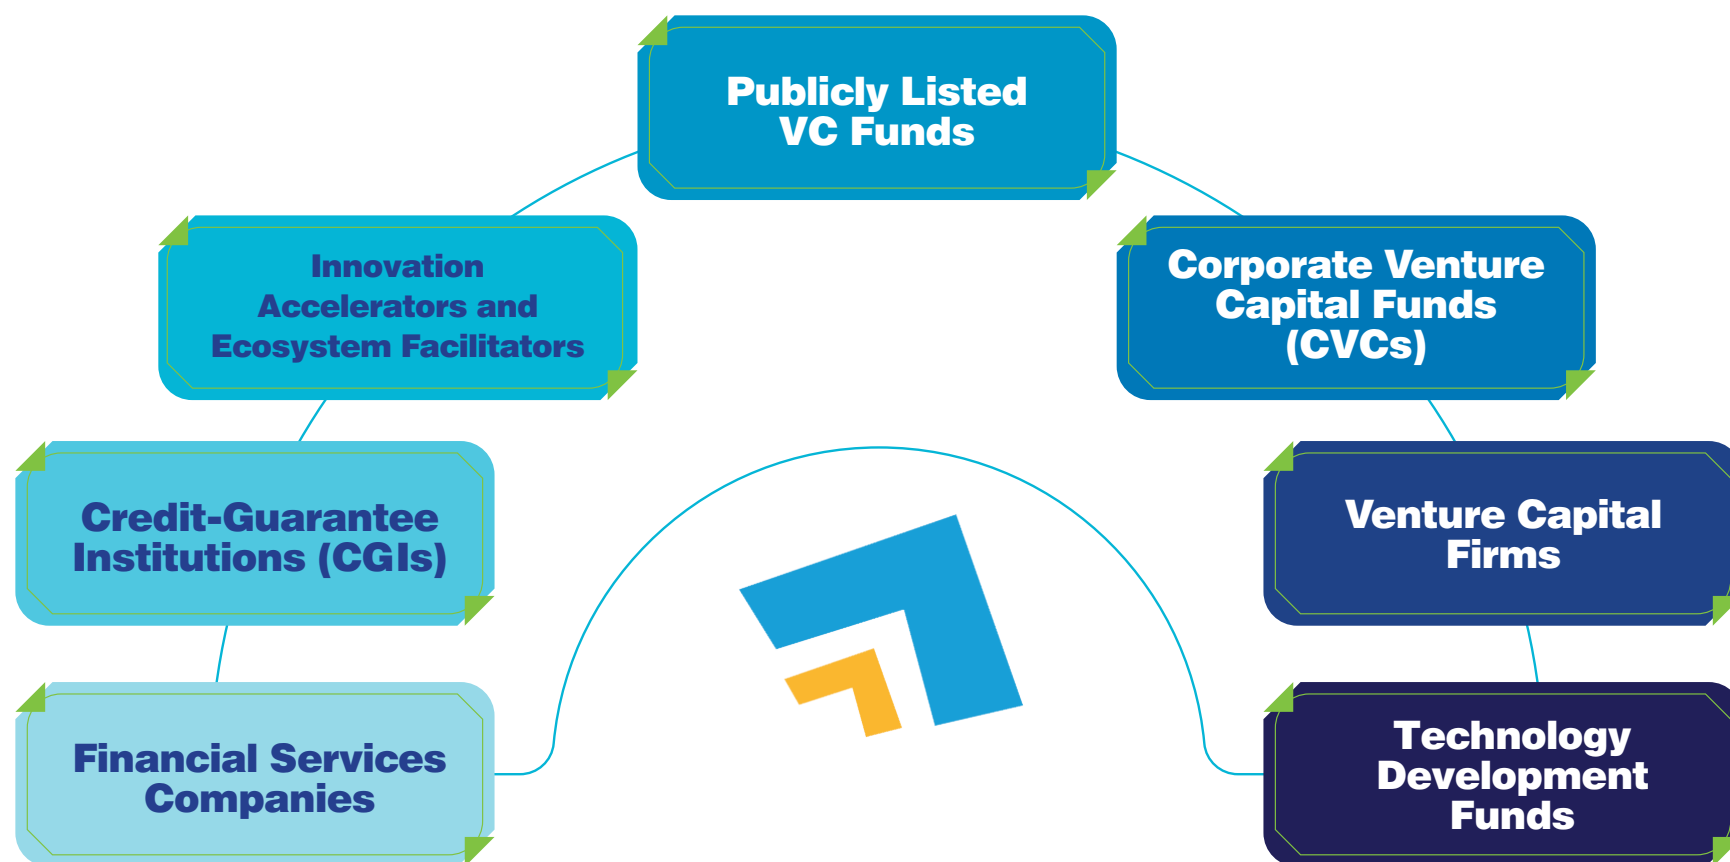 Publicly Listed
VC Funds
Innovation
Accelerators and
Ecosystem Facilitators
Corporate Venture
Capital Funds
(CVCs)
Credit-Guarantee
Institutions (CGIs)
Venture Capital
Firms
Financial Services
Companies
Technology
Development
Funds